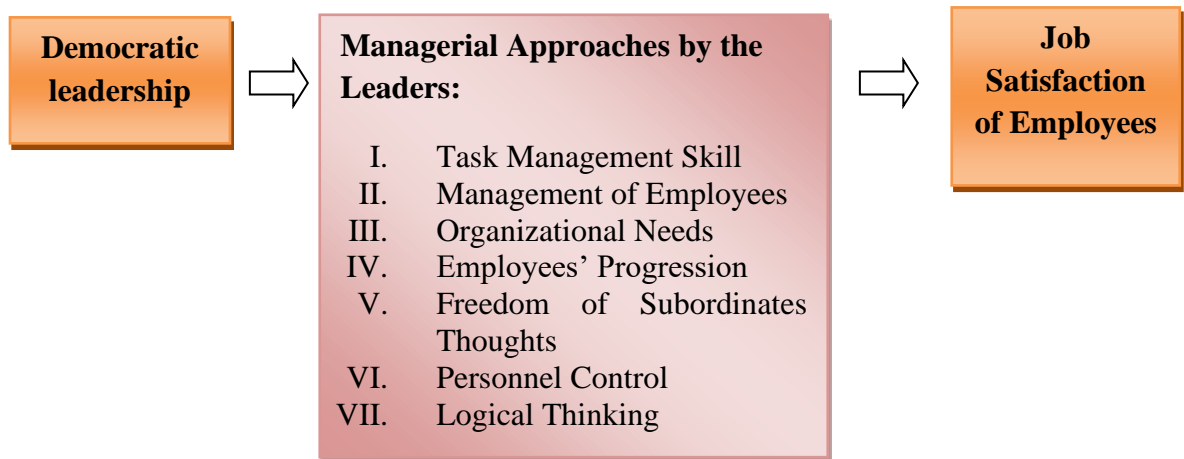 Democratic
leadership
Managerial Approaches by the
Leaders:
I. Task Management Skill
II. Management of Employees
III. Organizational Needs
IV. Employees’ Progression
V. Freedom of Subordinates
Thoughts
VI. Personnel Control
VII. Logical Thinking
Job
Satisfaction
of Employees